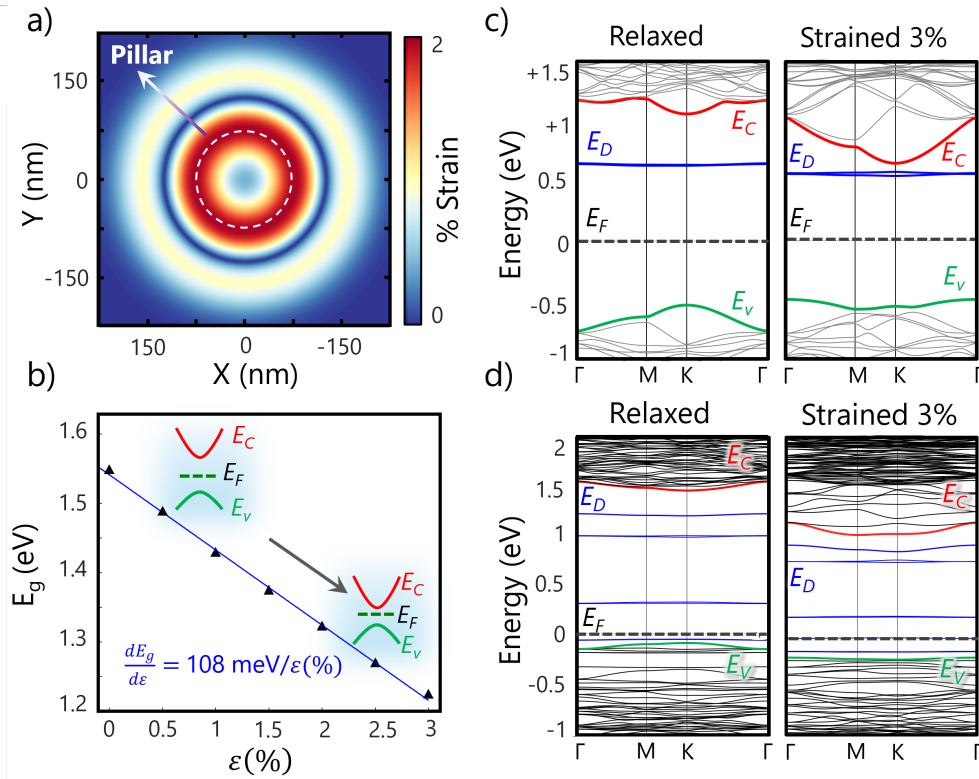 a)
Pillar
150
0
-150
Y (nm)
150
0
-150
X (nm)
2
0
% Strain
b)
1.6
1.5
1.4
1.3
1.2
E_g (eV)
E_C
E_F
E_v
E_C
E_F
E_v
dE_g/dε = 108 meV/ε(%)
0
0.5
1.0
1.5
2.0
2.5
3
ε(%)
c)
Relaxed
Strained 3%
+1.5
+1
0.5
0
-0.5
-1
Energy (eV)
E_C
E_D
E_F
E_v
E_D
E_C
E_v
Γ
M
K
Γ
Γ
M
K
Γ
d)
Relaxed
Strained 3%
2
1.5
1
0.5
0
-0.5
-1
Energy (eV)
E_C
E_D
E_F
E_V
E_C
E_D
E_V
Γ
M
K
Γ
Γ
M
K
Γ